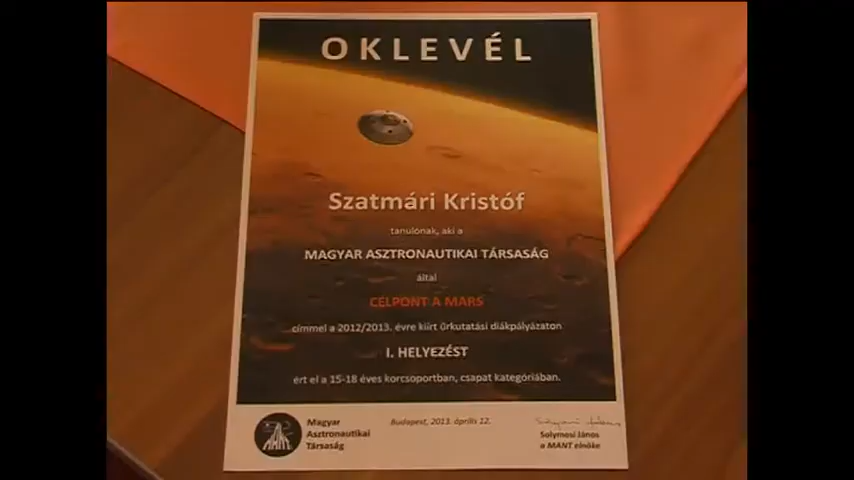 OKLEVÉL
Szatmári Kristóf
tanulónak, aki a
MAGYAR ASZTRONAUTIKAI TÁRSASÁG
által
CÉLPONT A MARS
címmel a 2012/2013. évre kiírt űrkutatási diákpályázaton
I. HELYEZÉST
ért el a 15-18 éves korcsoportban, csapat kategóriában.
Magyar
Asztronautikai
Társaság
Budapest, 2013. április 12.
Solymosi János
a MANT elnöke